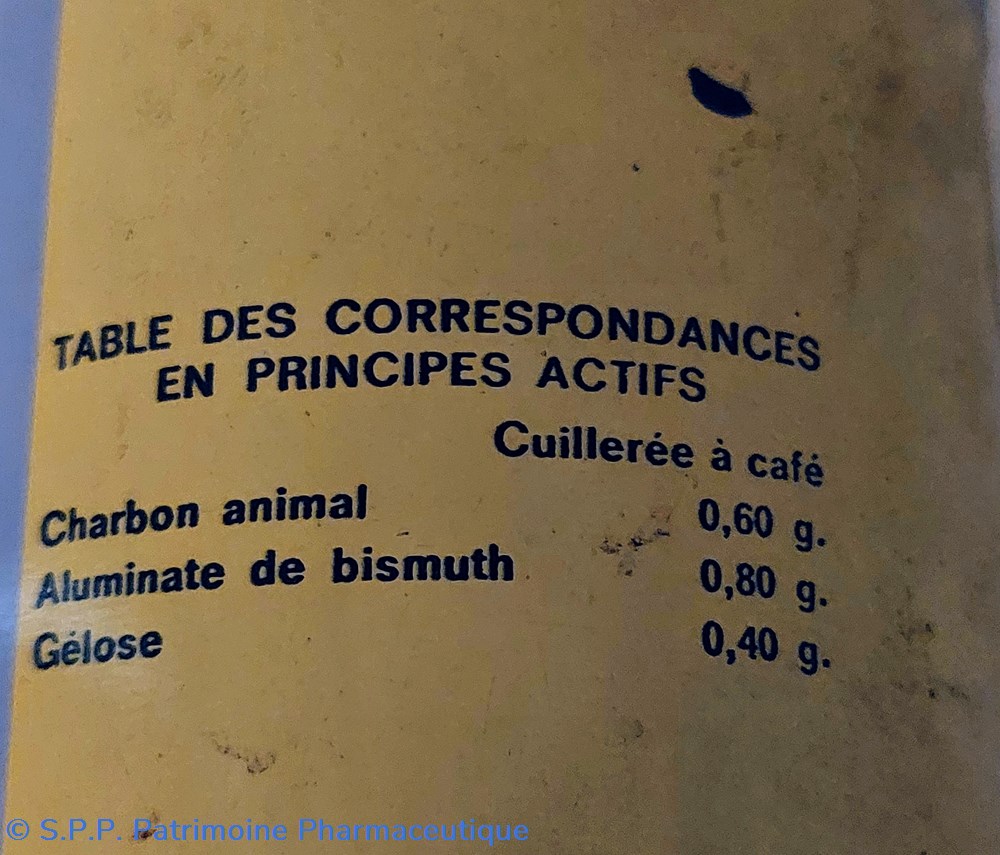 TABLE DES CORRESPONDANCES
EN PRINCIPES ACTIFS
Cuillerée à café
Charbon animal 0,60 g.
Aluminate de bismuth 0,80 g.
Gélose 0,40 g.
© S.P.P. Patrimoine Pharmaceutique